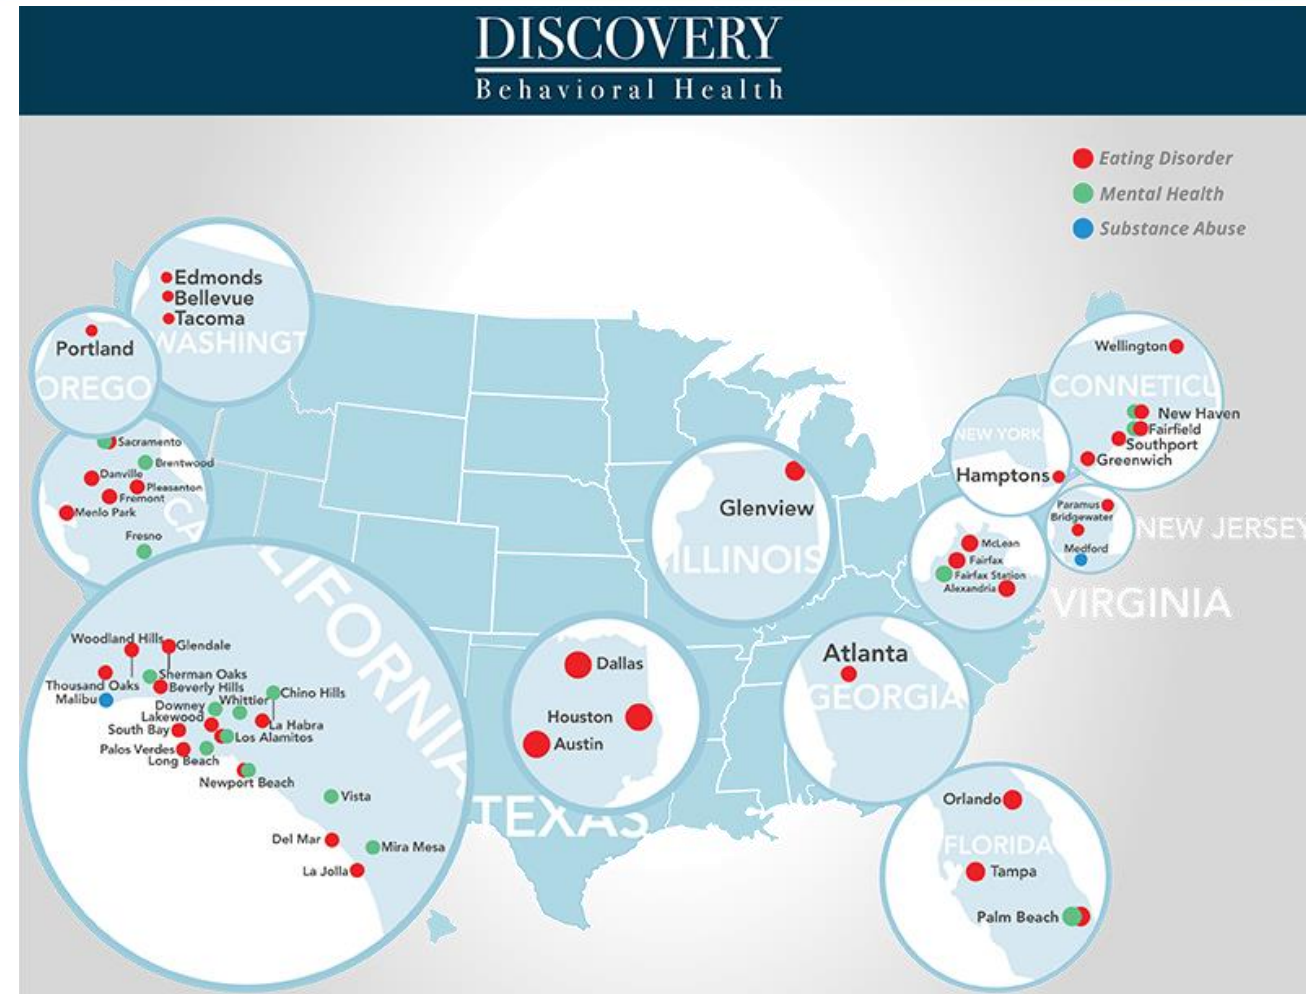 DISCOVERY
Behavioral Health
Eating Disorder
Mental Health
Substance Abuse
Edmonds
Bellevue
Tacoma
WASHINGT
Portland
OREGO
Sacramento
Brentwood
Danville
Pleasanton
Fremont
Menlo Park
Fresno
CALIFORNIA
Woodland Hills
Glendale
Sherman Oaks
Thousand Oaks
Beverly Hills
Malibu
Chino Hills
Downey
Whittier
Lakewood
La Habra
South Bay
Los Alamitos
Palos Verdes
Long Beach
Newport Beach
Vista
Del Mar
Mira Mesa
La Jolla
Glenview
ILLINOIS
Dallas
Houston
Austin
TEXAS
Atlanta
GEORGIA
Orlando
FLORIDA
Tampa
Palm Beach
Wellington
CONNETICU
New Haven
Fairfield
Southport
Greenwich
NEW YORK
Hamptons
Paramus
Bridgewater
Medford
NEW JERSEY
McLean
Fairfax
Fairfax Station
Alexandria
VIRGINIA